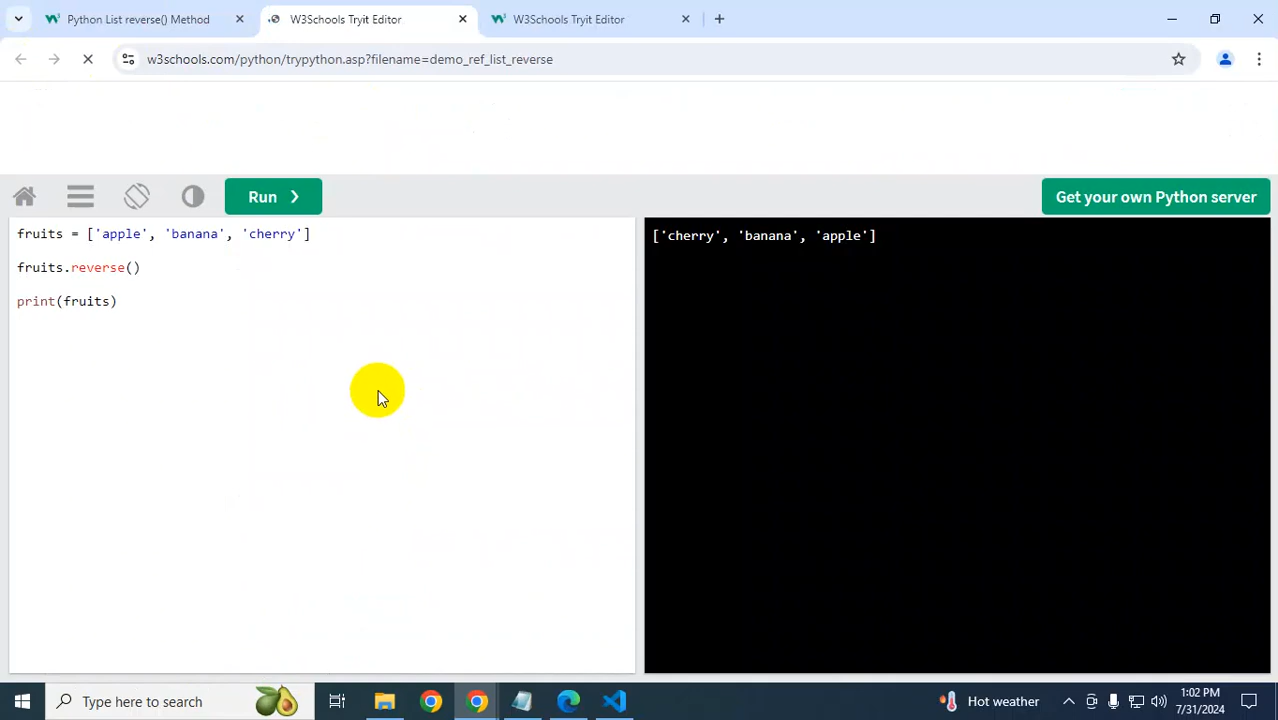 Python List reverse() Method
W3Schools Tryit Editor
W3Schools Tryit Editor
w3schools.com/python/trypython.asp?filename=demo_ref_list_reverse
Run ❯
Get your own Python server
fruits = ['apple', 'banana', 'cherry']
fruits.reverse()
print(fruits)
['cherry', 'banana', 'apple']
Type here to search
Hot weather
1:02 PM
7/31/2024